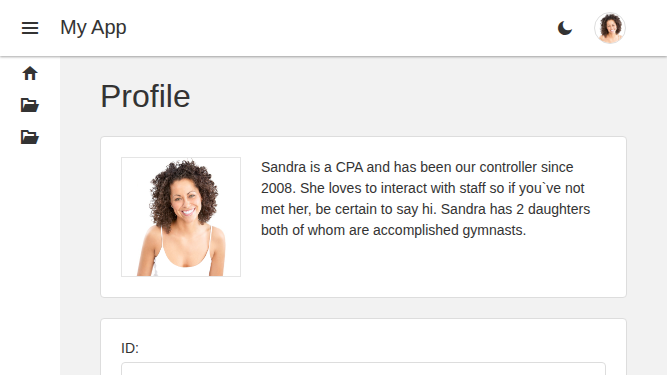 My App
Profile
Sandra is a CPA and has been our controller since
2008. She loves to interact with staff so if you`ve not
met her, be certain to say hi. Sandra has 2 daughters
both of whom are accomplished gymnasts.
ID: